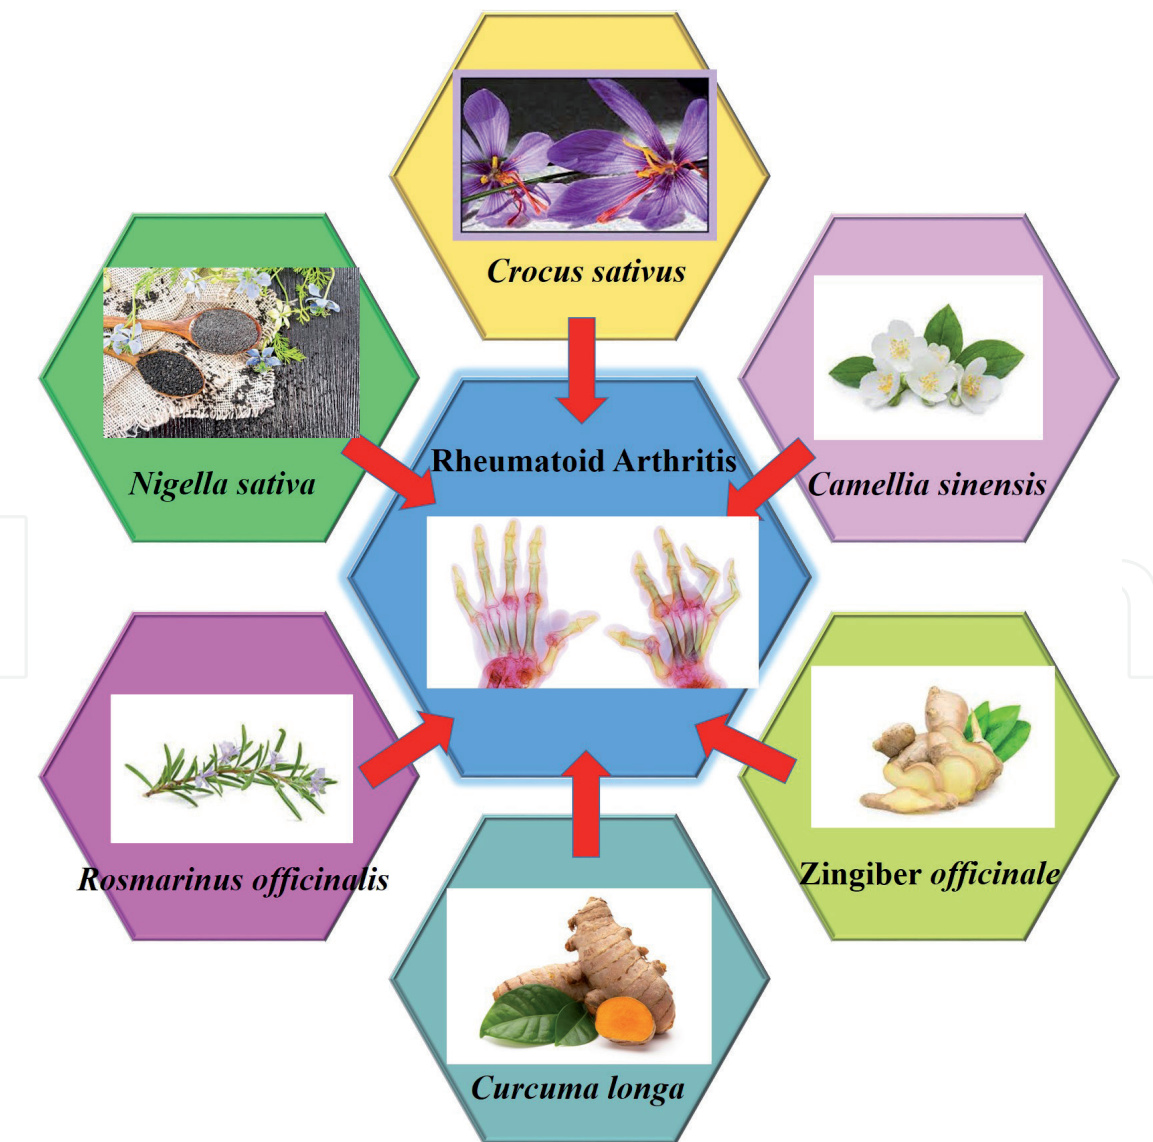 Crocus sativus
Nigella sativa
Rheumatoid Arthritis
Camellia sinensis
Rosmarinus officinalis
Zingiber officinale
Curcuma longa